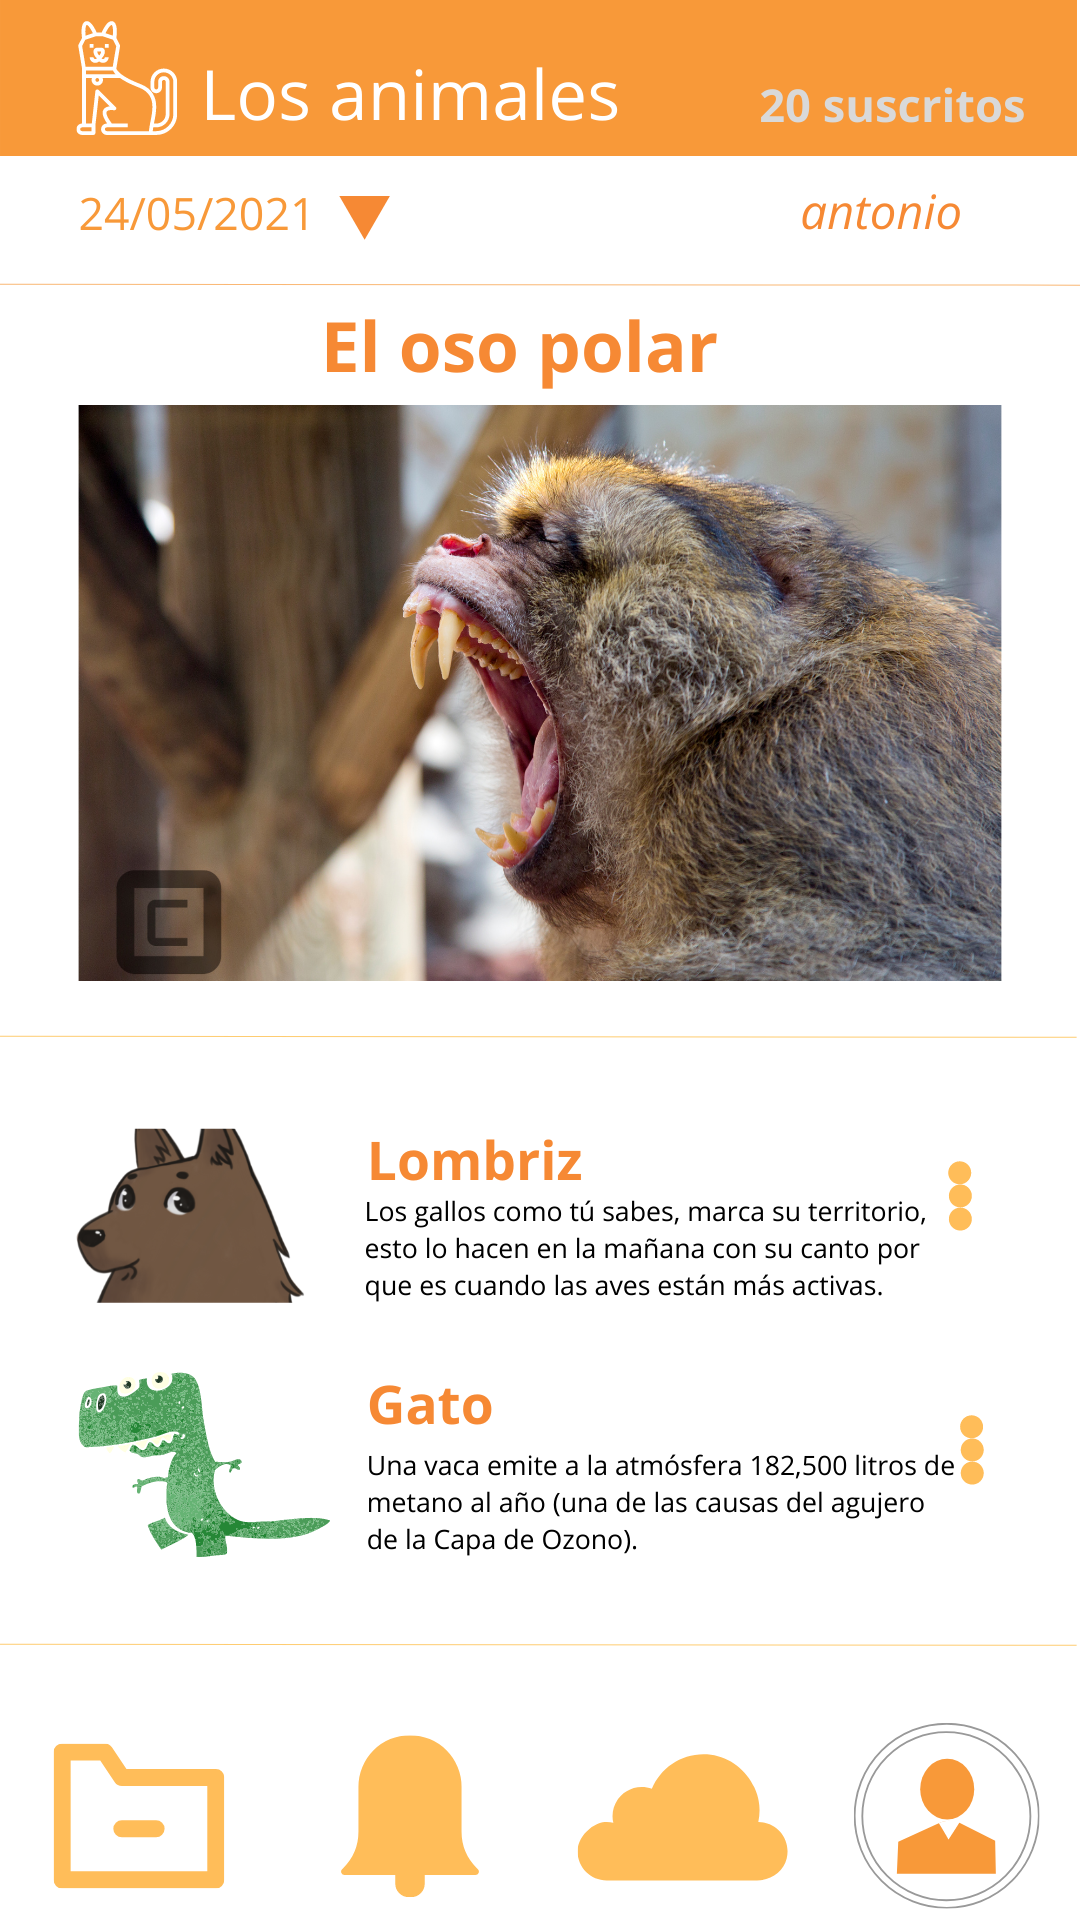 Los animales
20 suscritos
24/05/2021
antonio
El oso polar
Lombriz
Los gallos como tú sabes, marca su territorio,
esto lo hacen en la mañana con su canto por
que es cuando las aves están más activas.
Gato
Una vaca emite a la atmósfera 182,500 litros de
metano al año (una de las causas del agujero
de la Capa de Ozono).